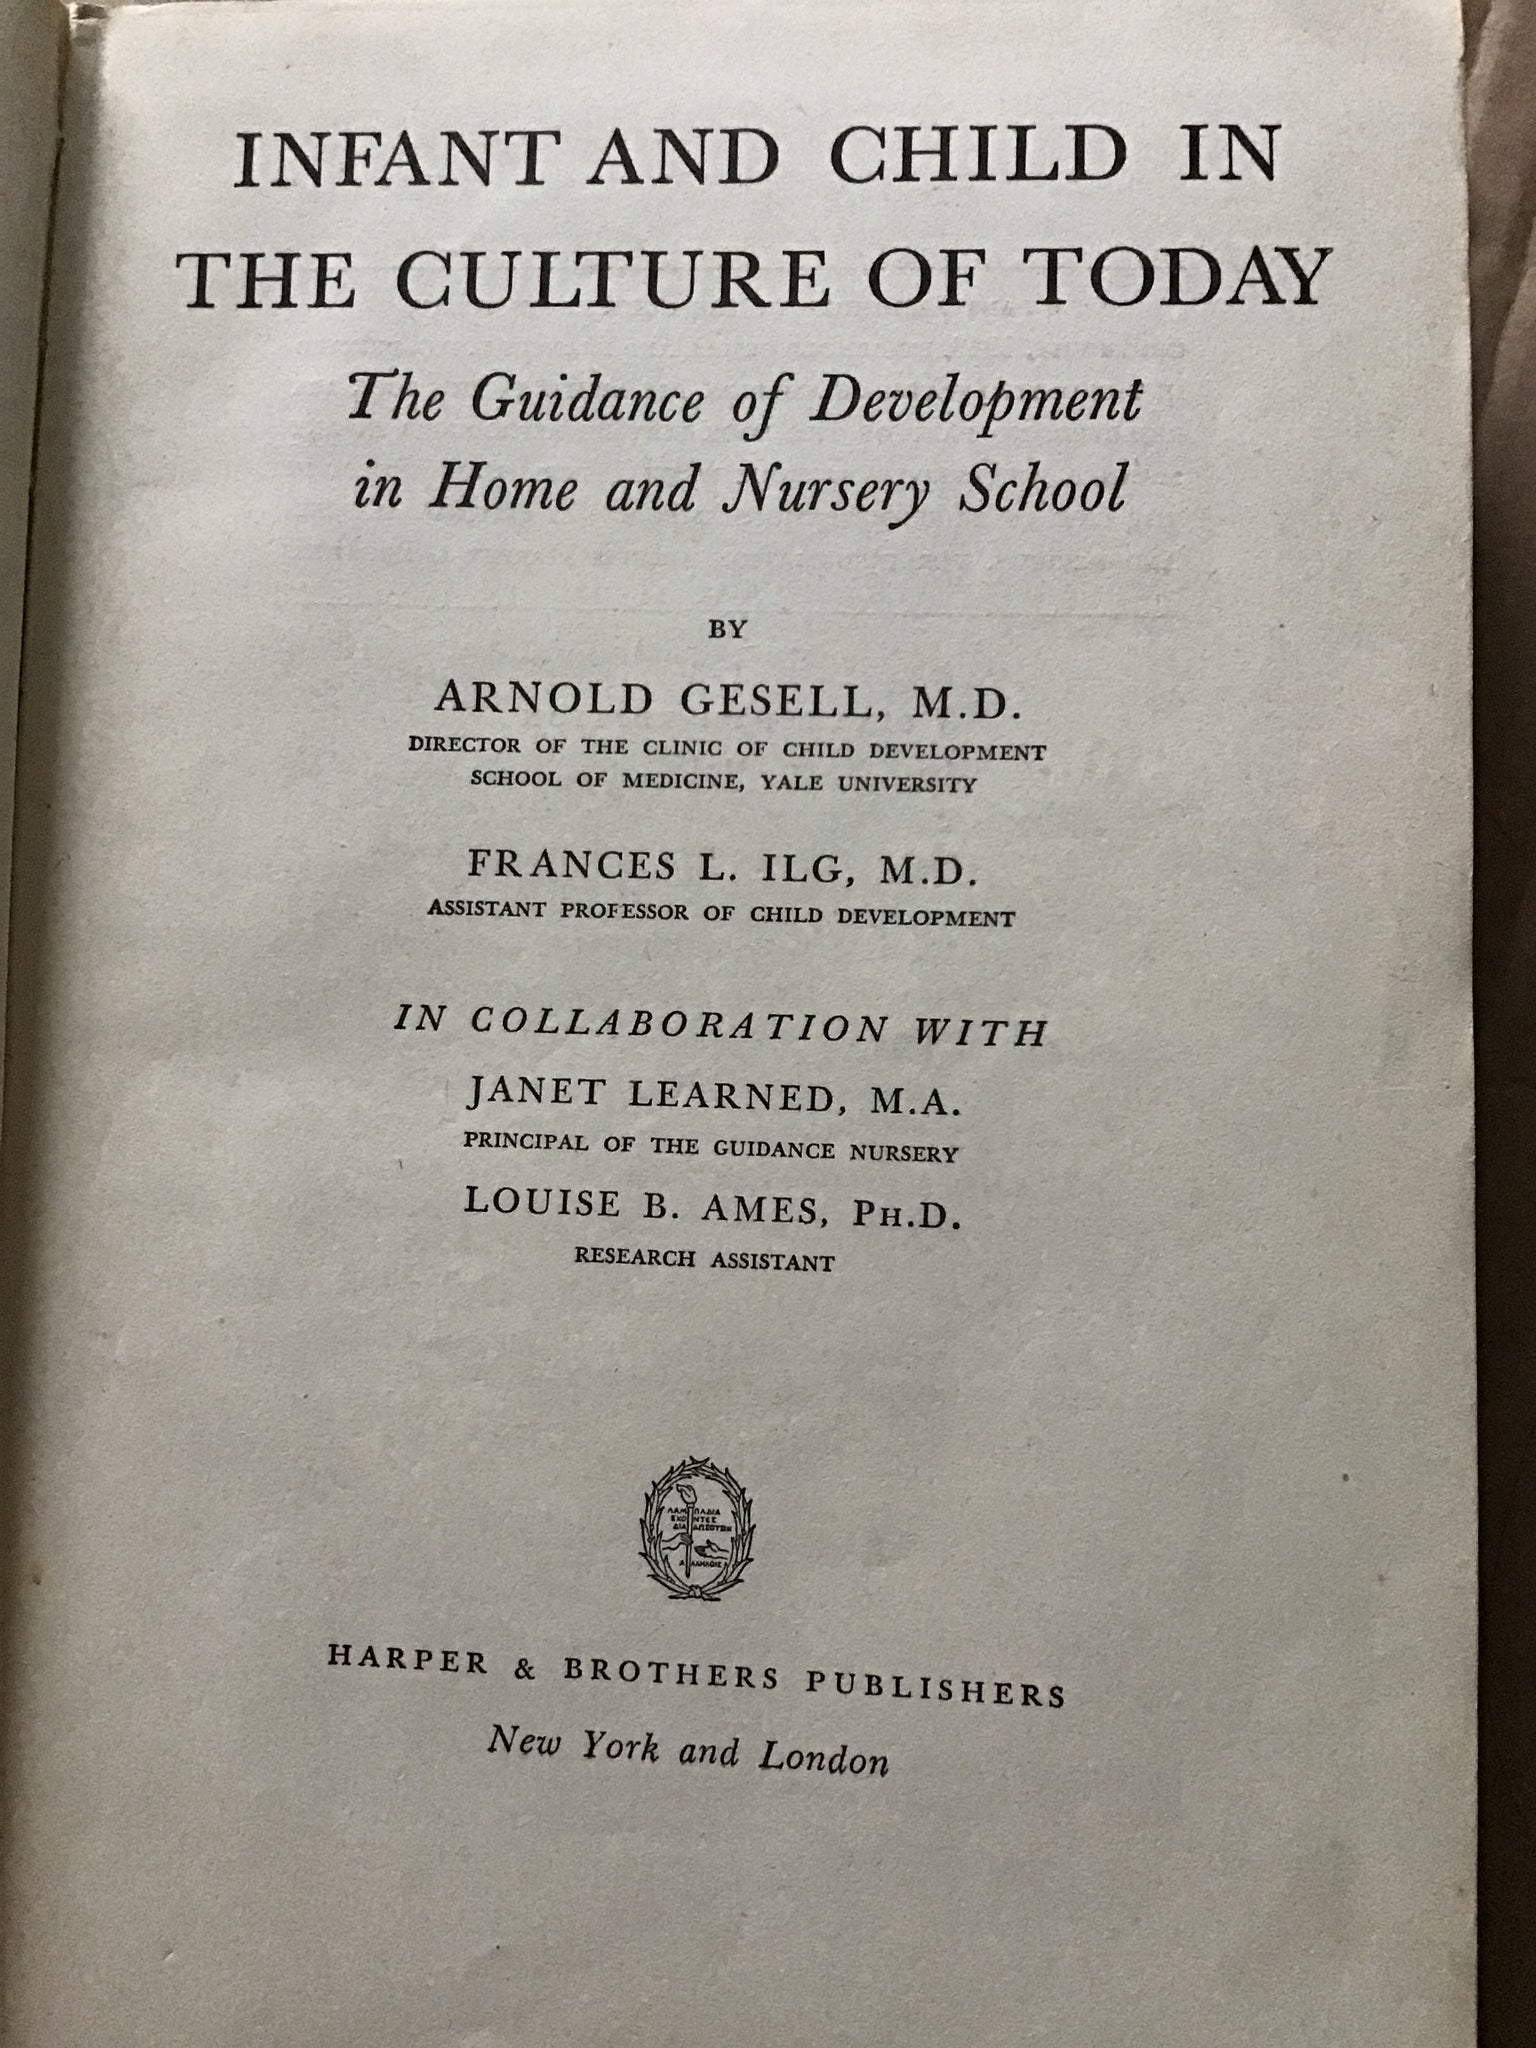 INFANT AND CHILD IN
THE CULTURE OF TODAY
The Guidance of Development
in Home and Nursery School
BY
ARNOLD GESELL, M.D.
DIRECTOR OF THE CLINIC OF CHILD DEVELOPMENT
SCHOOL OF MEDICINE, YALE UNIVERSITY
FRANCES L. ILG, M.D.
ASSISTANT PROFESSOR OF CHILD DEVELOPMENT
IN COLLABORATION WITH
JANET LEARNED, M.A.
PRINCIPAL OF THE GUIDANCE NURSERY
LOUISE B. AMES, PH.D.
RESEARCH ASSISTANT
ΛΑΜΠΑΔΙΑ
ΕΧΟΝΤΕΣ
HARPER & BROTHERS PUBLISHERS
New York and London